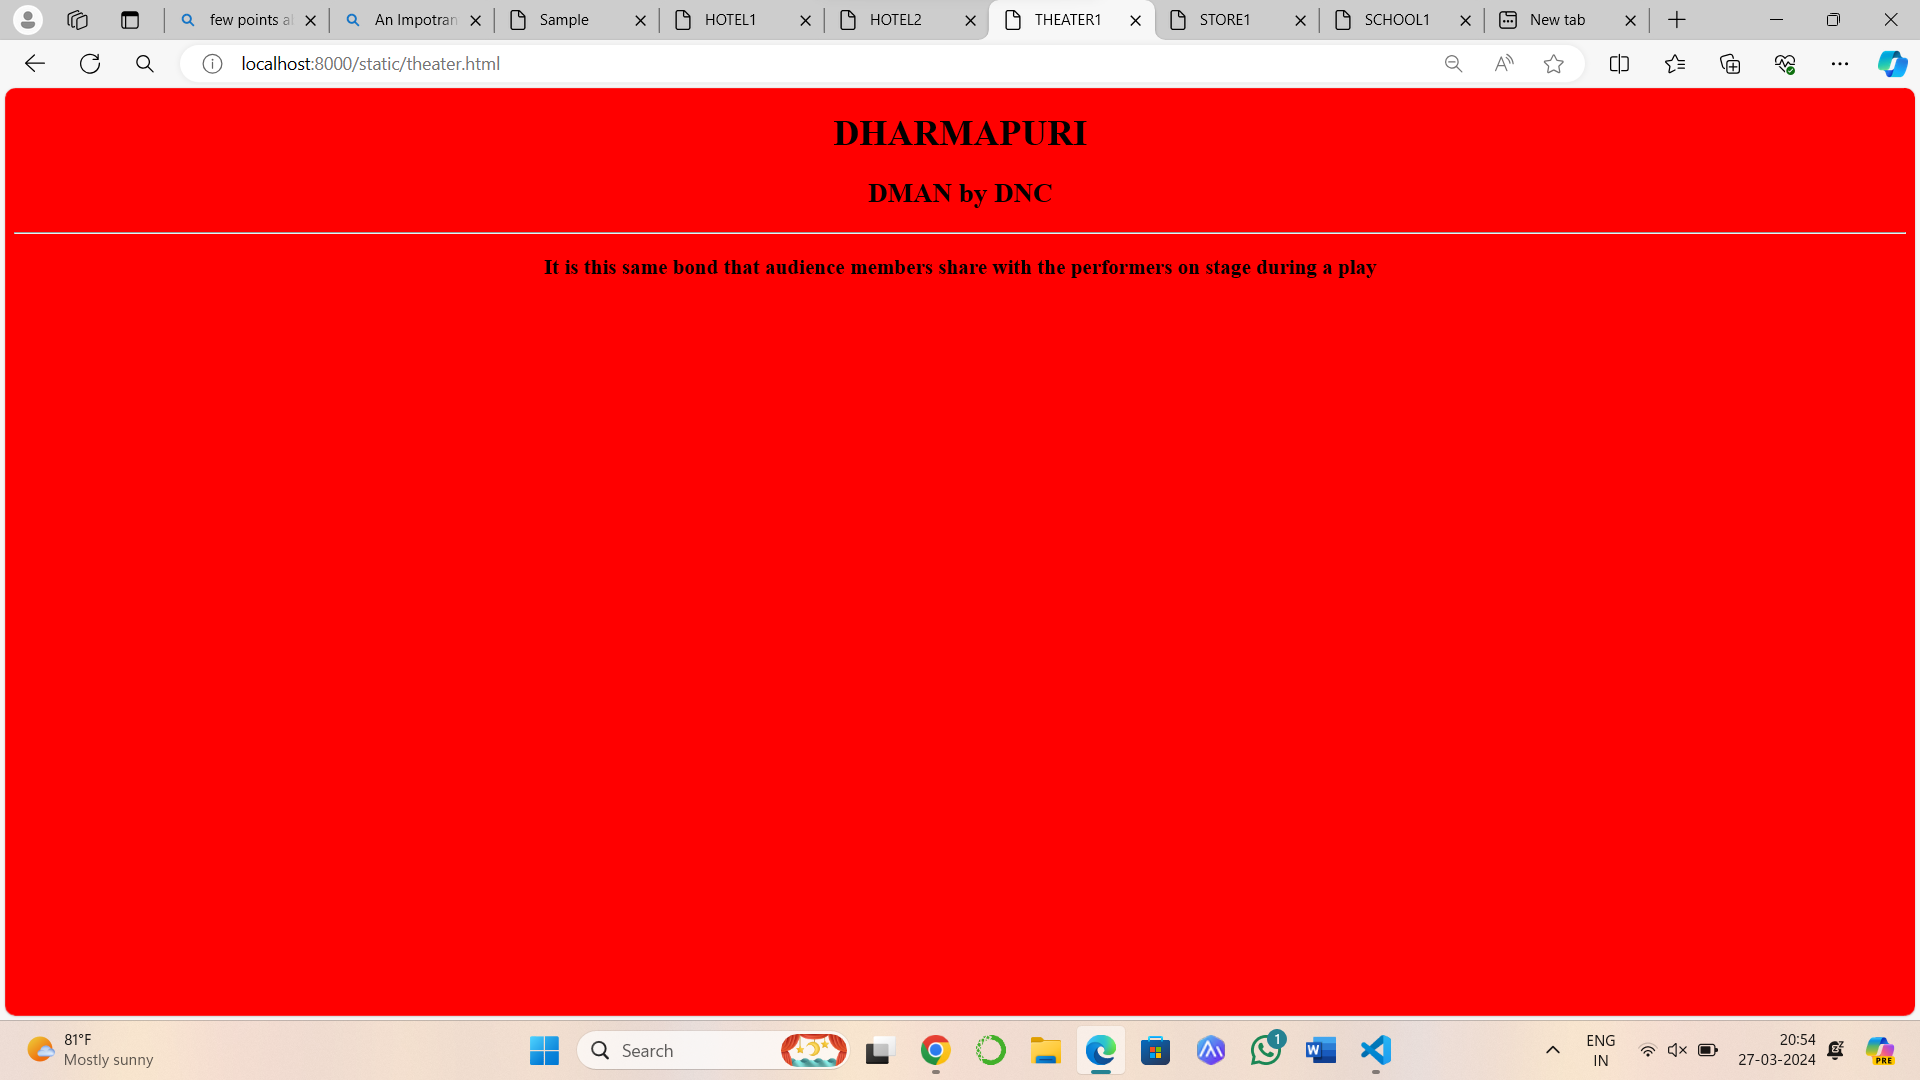 few points a
An Impotran
Sample
HOTEL1
HOTEL2
THEATER1
STORE1
SCHOOL1
New tab
localhost:8000/static/theater.html
DHARMAPURI
DMAN by DNC
It is this same bond that audience members share with the performers on stage during a play
81°F
Mostly sunny
Search
1
ENG
IN
20:54
27-03-2024
PRE